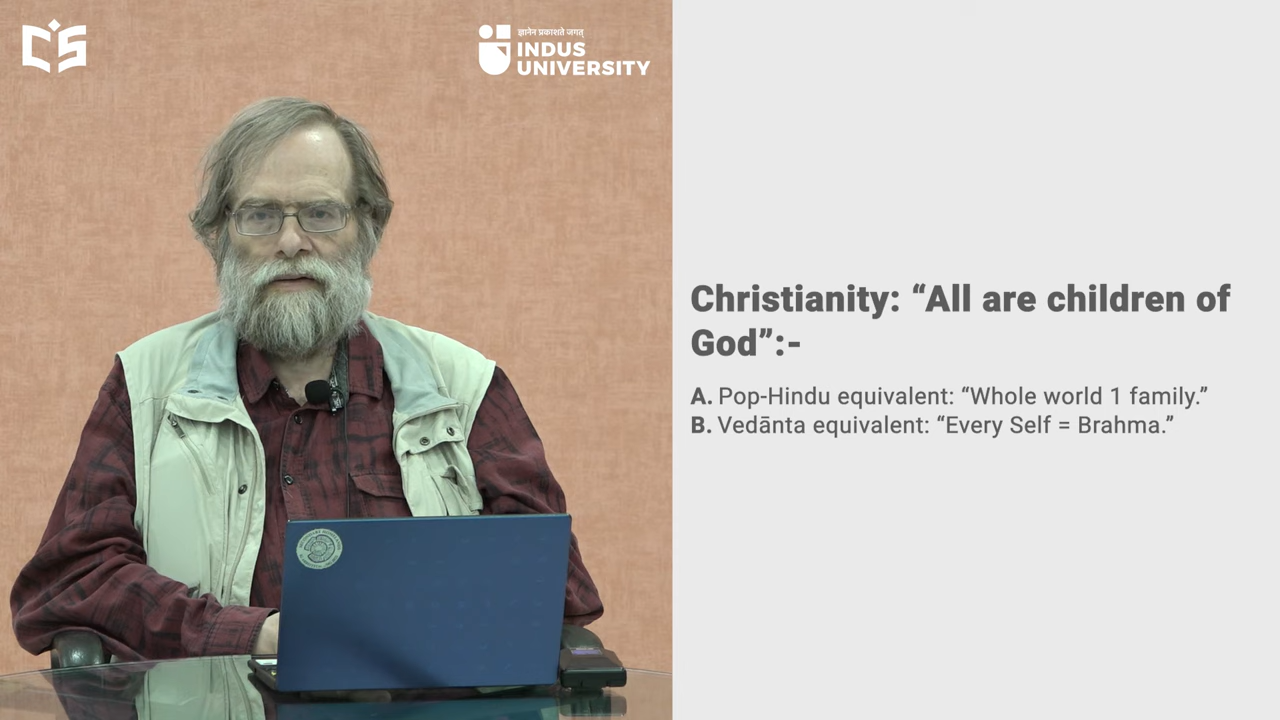 CIS
ज्ञानेन प्रकाशते जगत्
INDUS
UNIVERSITY
Christianity: “All are children of
God”:-
A. Pop-Hindu equivalent: “Whole world 1 family.”
B. Vedānta equivalent: “Every Self = Brahma.”